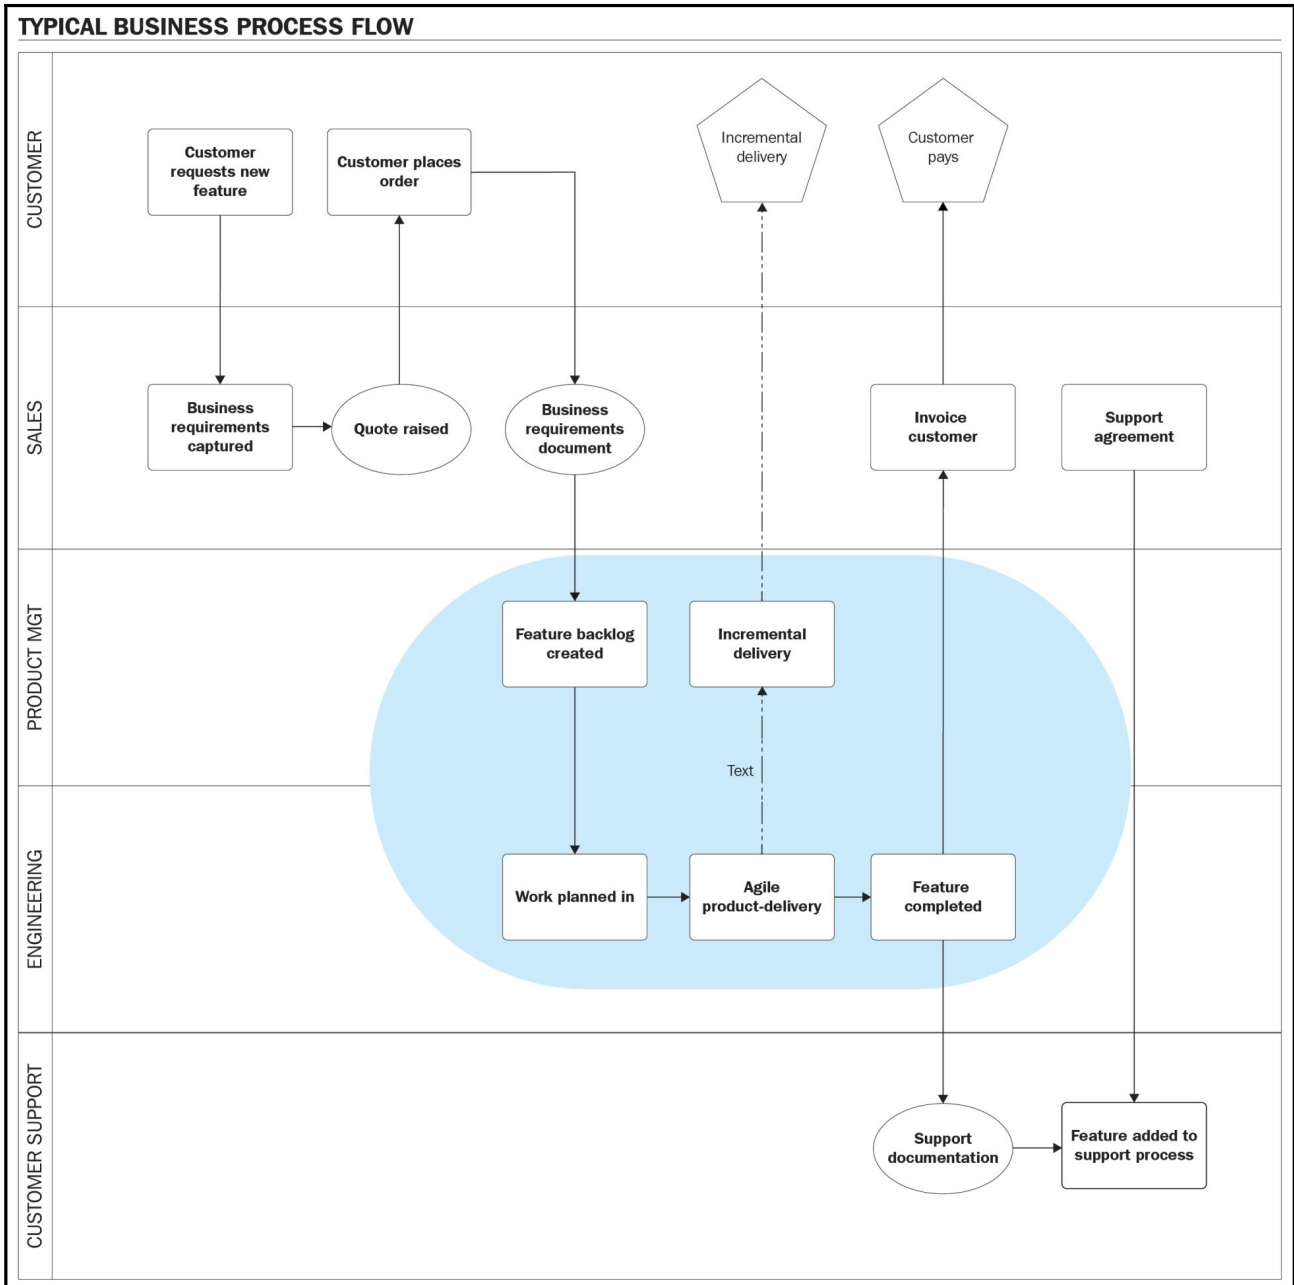 TYPICAL BUSINESS PROCESS FLOW
CUSTOMER
Customer
requests new
feature
Customer places
order
Incremental
delivery
Customer
pays
SALES
Business
requirements
captured
Quote raised
Business
requirements
document
Invoice
customer
Support
agreement
PRODUCT MGT
Feature backlog
created
Incremental
delivery
Text
ENGINEERING
Work planned in
Agile
product-delivery
Feature
completed
CUSTOMER SUPPORT
Support
documentation
Feature added to
support process